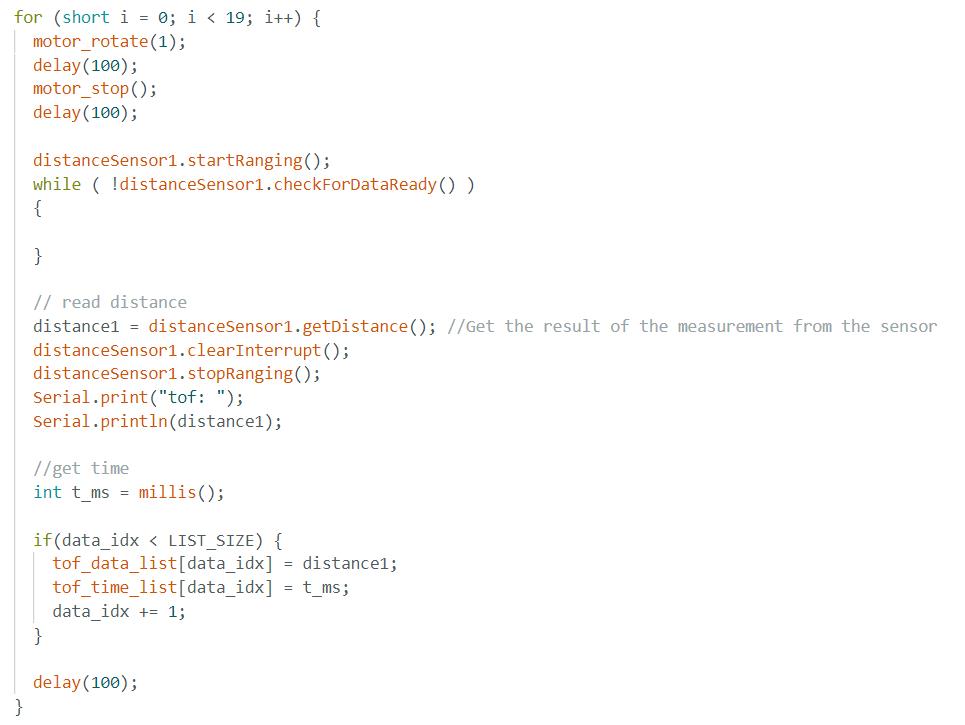 for (short i = 0; i < 19; i++) {
motor_rotate(1);
delay(100);
motor_stop();
delay(100);
distanceSensor1.startRanging();
while ( !distanceSensor1.checkForDataReady() )
{
}
// read distance
distance1 = distanceSensor1.getDistance(); //Get the result of the measurement from the sensor
distanceSensor1.clearInterrupt();
distanceSensor1.stopRanging();
Serial.print("tof: ");
Serial.println(distance1);
//get time
int t_ms = millis();
if(data_idx < LIST_SIZE) {
tof_data_list[data_idx] = distance1;
tof_time_list[data_idx] = t_ms;
data_idx += 1;
}
delay(100);
}